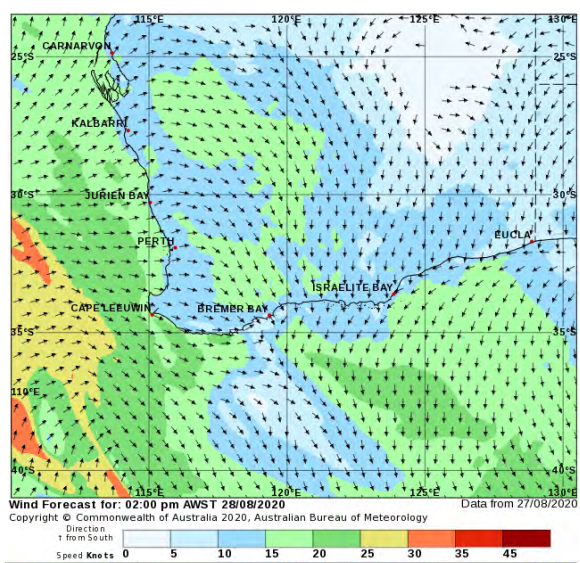 115°E 120°E 125°E 130°E
CARNARVON
25°S 25°S
KALBARRI
30°S 30°S
JURIEN BAY
EUCLA
PERTH
ISRAELITE BAY
CAPE LEEUWIN BREMER BAY
35°S 35°S
110°E
40°S 40°S
115°E 120°E 125°E 130°E
Wind Forecast for: 02:00 pm AWST 28/08/2020 Data from 27/08/2020
Copyright © Commonwealth of Australia 2020, Australian Bureau of Meteorology
Direction
↑ from South
Speed Knots 0 5 10 15 20 25 30 35 45